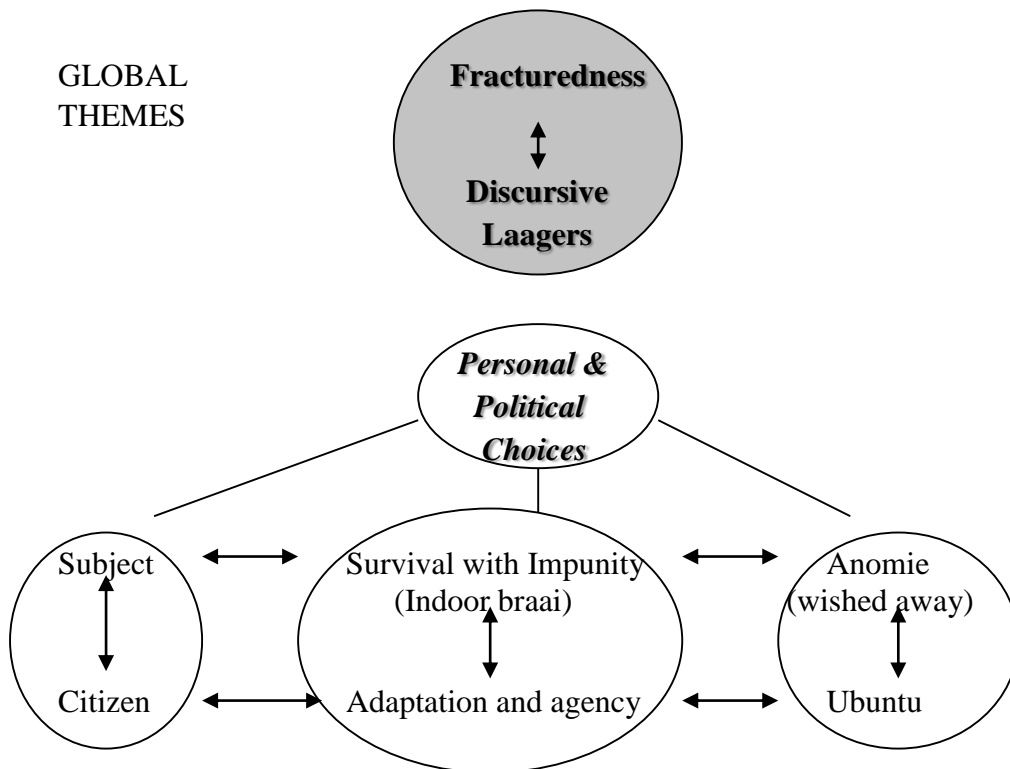 GLOBAL
THEMES
Fracturedness
Discursive
Laagers
Personal &
Political
Choices
Subject
Survival with Impunity
(Indoor braai)
Anomie
(wished away)
Citizen
Adaptation and agency
Ubuntu